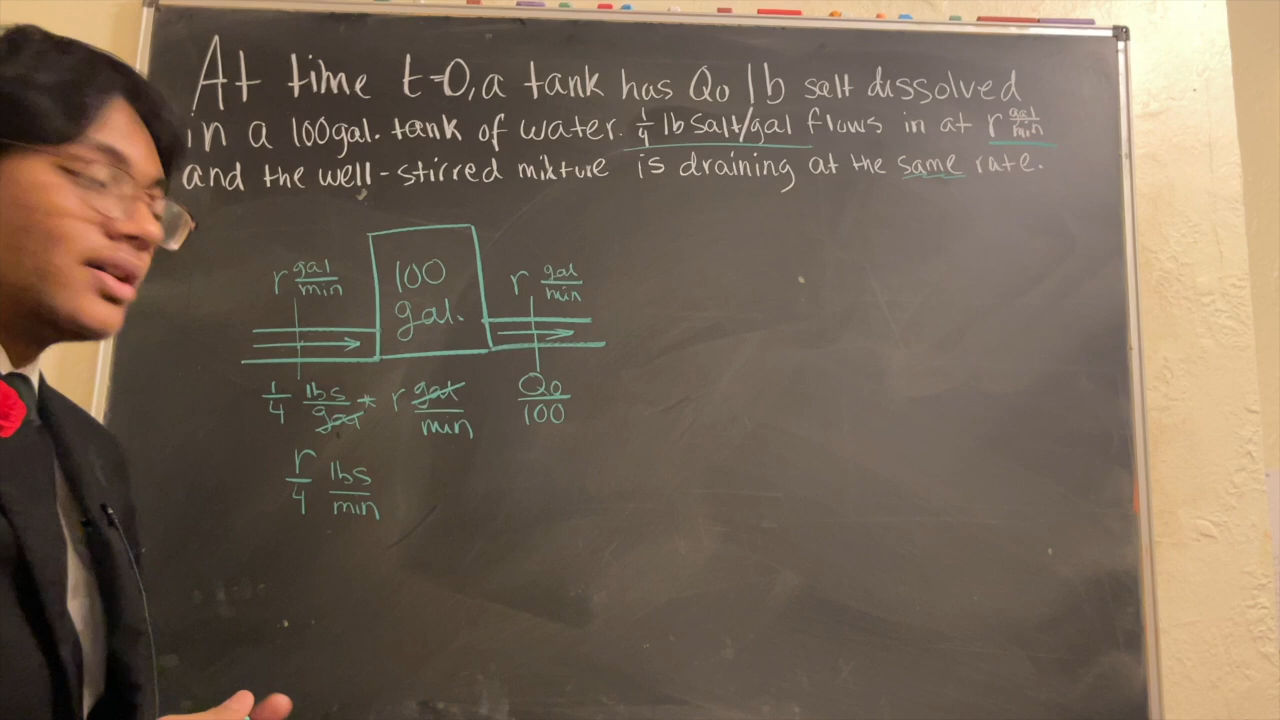 At time t=0, a tank has Q₀ lb salt dissolved
in a 100gal. tank of water. 1/4 lb salt/gal flows in at r gal/min
and the well-stirred mixture is draining at the same rate.
r gal/min
100
gal.
r gal/min
1/4 lbs/gal * r gal/min
Q₀/100
r/4 lbs/min